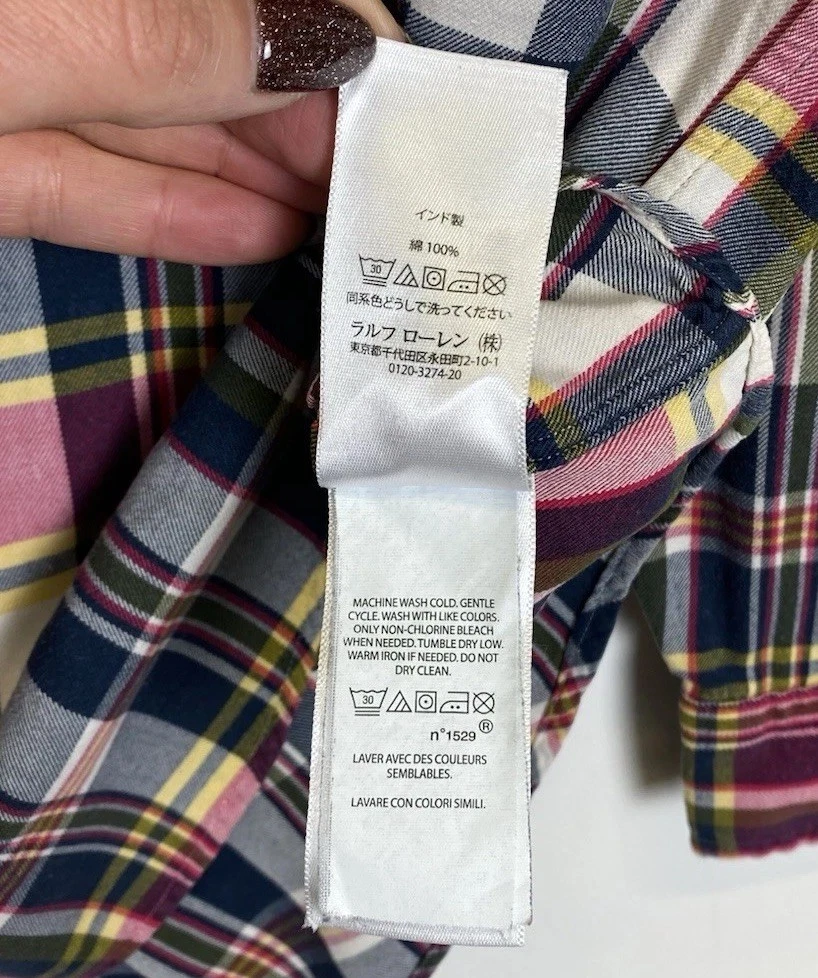 インド製
綿 100%
30
同系色どうしで洗ってください
ラルフ ローレン (株)
東京都千代田区永田町2-10-1
0120-3274-20
MACHINE WASH COLD. GENTLE
CYCLE. WASH WITH LIKE COLORS.
ONLY NON-CHLORINE BLEACH
WHEN NEEDED. TUMBLE DRY LOW.
WARM IRON IF NEEDED. DO NOT
DRY CLEAN.
30
n°1529 ®
LAVER AVEC DES COULEURS
SEMBLABLES.
LAVARE CON COLORI SIMILI.